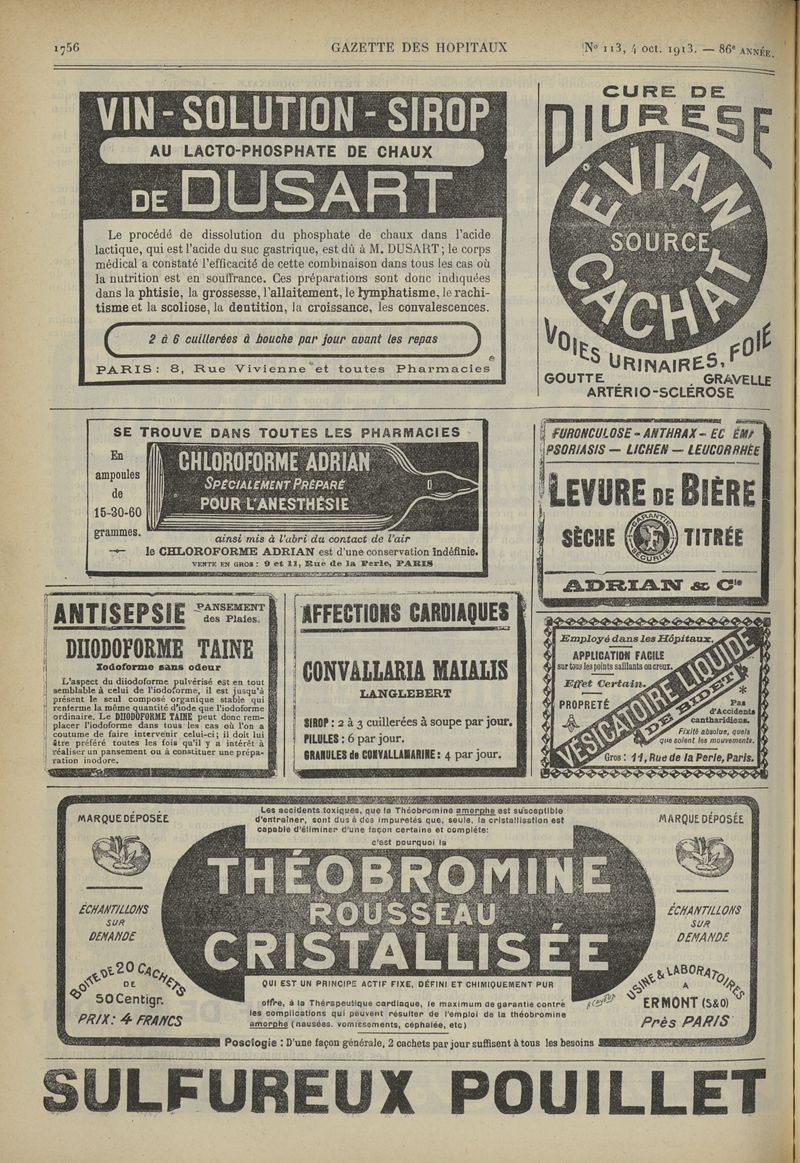 1756
GAZETTE DES HOPITAUX
Nº 113, 4 oct. 1913. — 86e ANNÉE.
VIN - SOLUTION - SIROP
AU LACTO-PHOSPHATE DE CHAUX
DE DUSART
Le procédé de dissolution du phosphate de chaux dans l'acide
lactique, qui est l'acide du suc gastrique, est dû à M. DUSART; le corps
médical a constaté l'efficacité de cette combinaison dans tous les cas où
la nutrition est en souffrance. Ces préparations sont donc indiquées
dans la phtisie, la grossesse, l'allaitement, le lymphatisme, le rachi-
tisme et la scoliose, la dentition, la croissance, les convalescences.
2 à 6 cuillerées à bouche par jour avant les repas
PARIS: 8, Rue Vivienne et toutes Pharmacies
CURE DE
DIURESE
EVIAN
SOURCE
CACHAT
VOIES URINAIRES, FOIE
GOUTTE GRAVELLE
ARTÉRIO-SCLÉROSE
SE TROUVE DANS TOUTES LES PHARMACIES
En
ampoules
de
15-30-60
grammes.
CHLOROFORME ADRIAN
SPÉCIALEMENT PRÉPARÉ
POUR L'ANESTHÉSIE
ainsi mis à l'abri du contact de l'air
le CHLOROFORME ADRIAN est d'une conservation indéfinie.
VENTE EN GROS: 9 et 11, Rue de la Perle, PARIS
FURONCULOSE - ANTHRAX - EC ÉM
PSORIASIS — LICHEN — LEUCORRHÉE
LEVURE DE BIÈRE
SÈCHE
GARANTIE
SÉCURITÉ
TITRÉE
ADRIAN & Cie
ANTISEPSIE
PANSEMENT
des Plaies.
DIIODOFORME TAINE
Iodoforme sans odeur
L'aspect du diiodoforme pulvérisé est en tout
semblable à celui de l'iodoforme, il est jusqu'à
présent le seul composé organique stable qui
renferme la même quantité d'iode que l'iodoforme
ordinaire. Le DIIODOFORME TAINE peut donc rem-
placer l'iodoforme dans tous les cas où l'on a
coutume de faire intervenir celui-ci; il doit lui
être préféré toutes les fois qu'il y a intérêt à
réaliser un pansement ou à constituer une prépa-
ration inodore.
AFFECTIONS CARDIAQUES
CONVALLARIA MAIALIS
LANGLEBERT
SIROP: 2 à 3 cuillerées à soupe par jour.
PILULES: 6 par jour.
GRANULES de CONVALLAMARINE: 4 par jour.
Employé dans les Hôpitaux.
APPLICATION FACILE
sur tous les points saillants ou creux.
Effet Certain.
PROPRETÉ
VÉSICATOIRE LIQUIDE
DE BIDET
*
Pas
d'Accidents
cantharidiens.
Fixité absolue, quels
que soient les mouvements.
Gros: 11, Rue de la Perle, Paris.
MARQUE DÉPOSÉE
ÉCHANTILLONS
SUR
DEMANDE
BOITE DE 20 CACHETS
DE
50 Centigr.
PRIX: 4 FRANCS
Les accidents toxiques, que la Théobromine amorphe est susceptible
d'entraîner, sont dus à des impuretés que, seule, la cristallisation est
capable d'éliminer d'une façon certaine et complète:
c'est pourquoi la
THÉOBROMINE
ROUSSEAU
CRISTALLISÉE
QUI EST UN PRINCIPE ACTIF FIXE, DÉFINI ET CHIMIQUEMENT PUR
offre, à la Thérapeutique cardiaque, le maximum de garantie contre
les complications qui peuvent résulter de l'emploi de la théobromine
amorphe (nausées, vomissements, céphalée, etc)
MARQUE DÉPOSÉE
ÉCHANTILLONS
SUR
DEMANDE
USINE & LABORATOIRES
A
ERMONT (S&O)
Près PARIS
Posologie: D'une façon générale, 2 cachets par jour suffisent à tous les besoins
SULFUREUX POUILLET